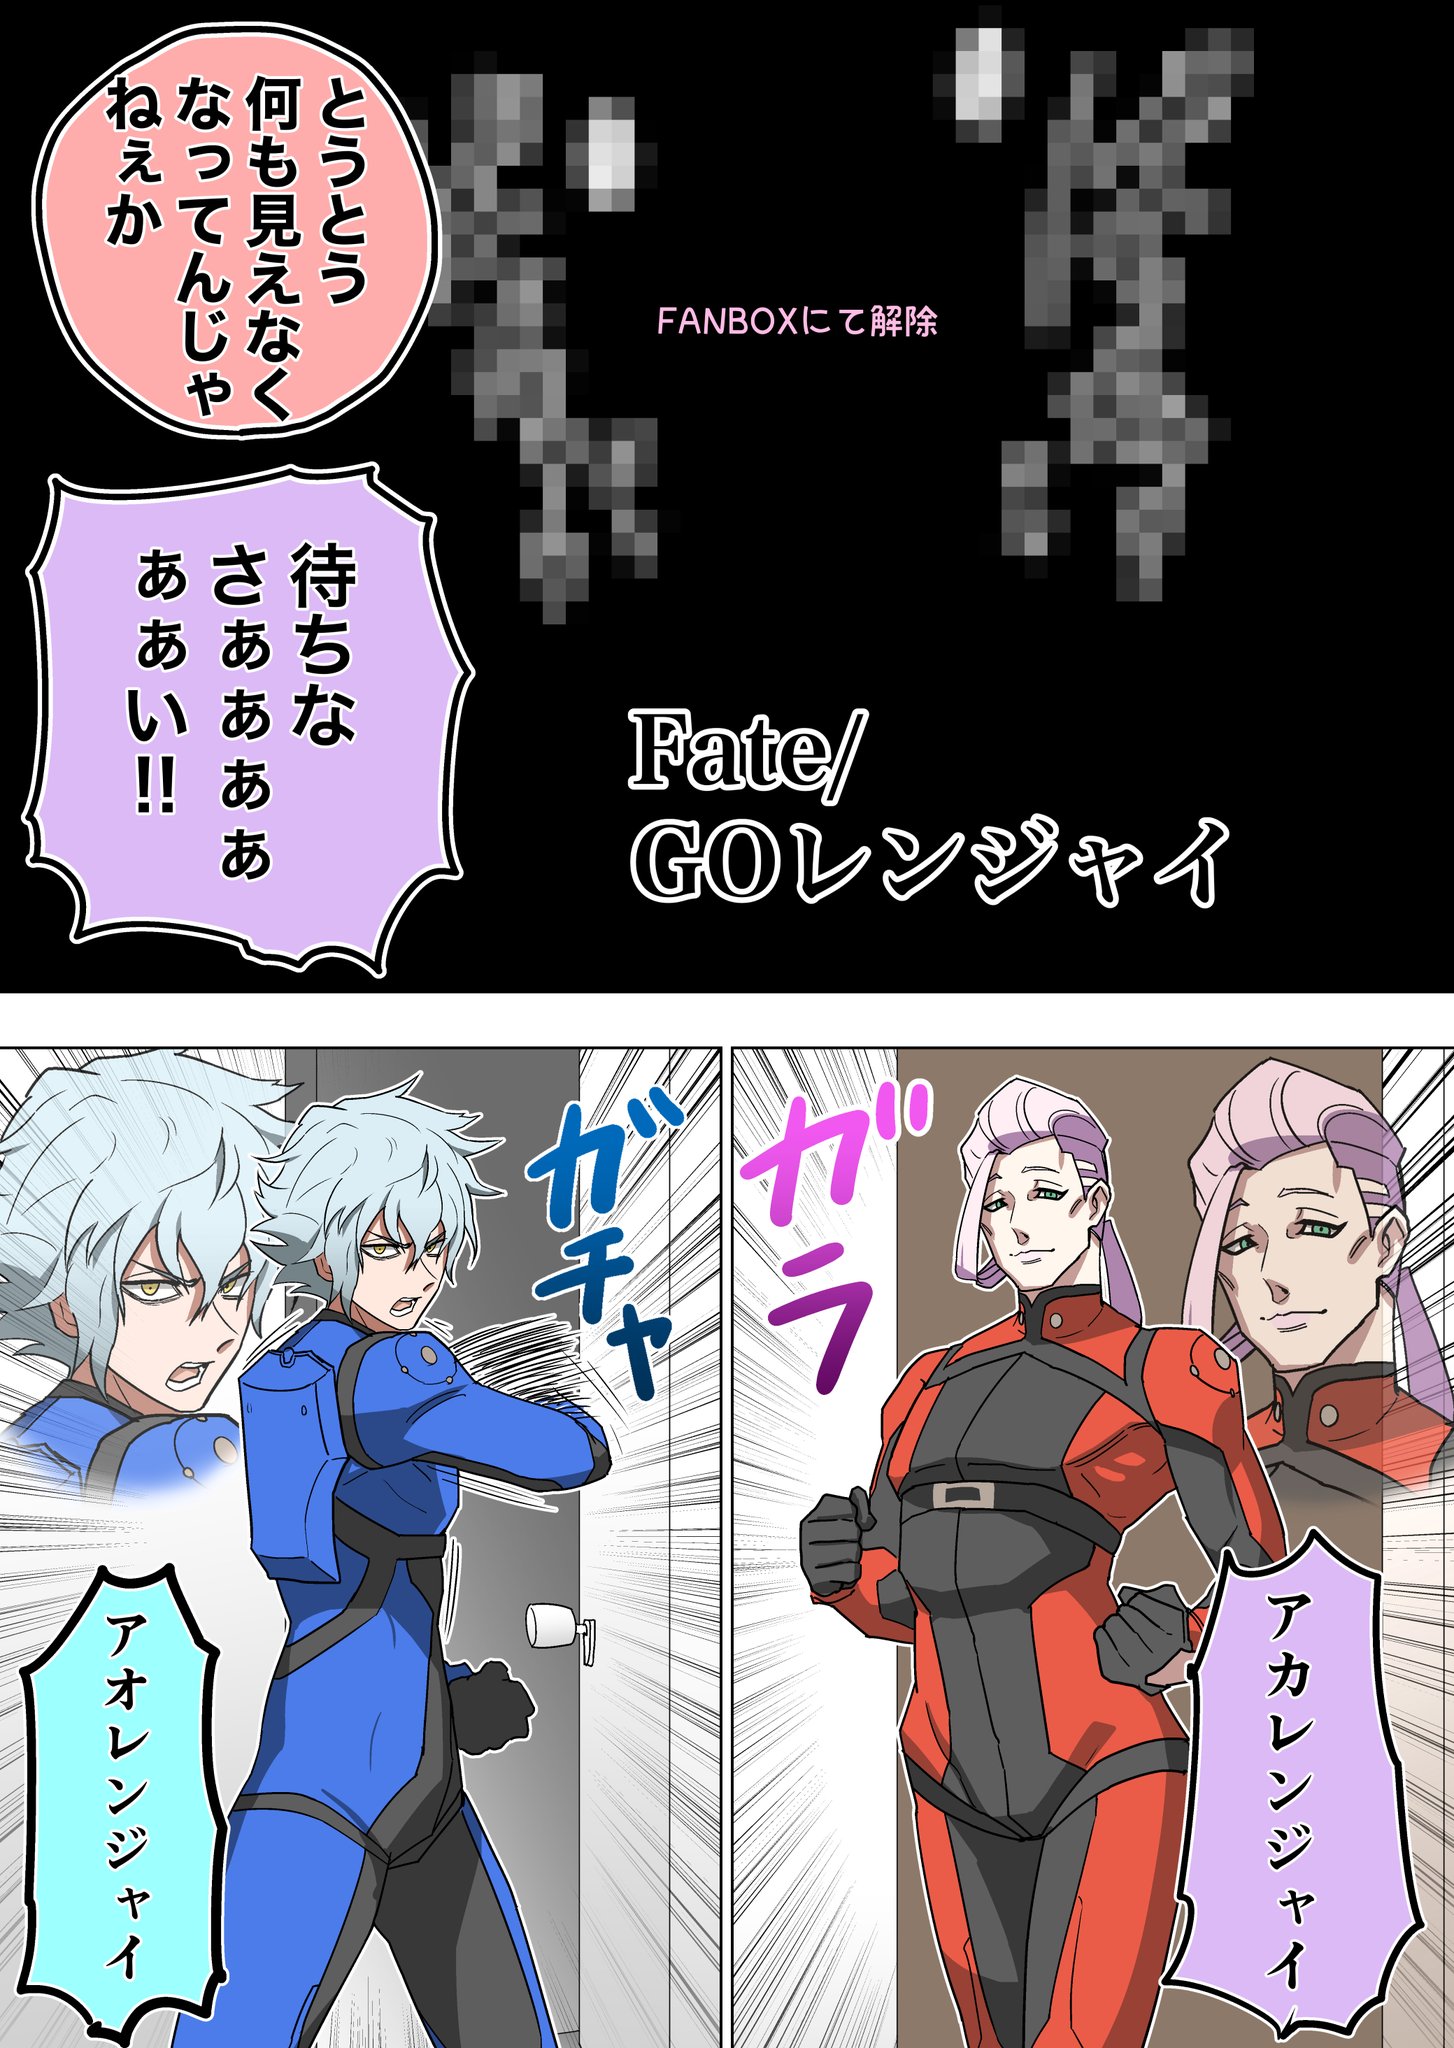 とうとう
何も見えなく
なってんじゃ
ねぇか
FANBOXにて解除
待ちな
さぁぁぁぁ
ぁぁい!!
Fate/
GOレンジャイ
ガラ
アカレンジャイ
ガチャ
アオレンジャイ